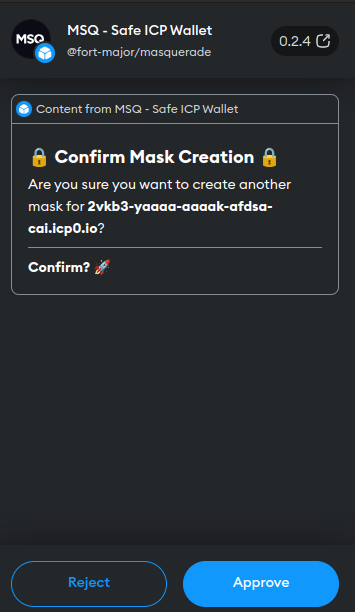 MSQ
MSQ - Safe ICP Wallet
@fort-major/masquerade
0.2.4
Content from MSQ - Safe ICP Wallet
🔒 Confirm Mask Creation 🔒
Are you sure you want to create another
mask for 2vkb3-yaaaa-aaaak-afdsa-
cai.icp0.io?
Confirm? 🚀
Reject
Approve